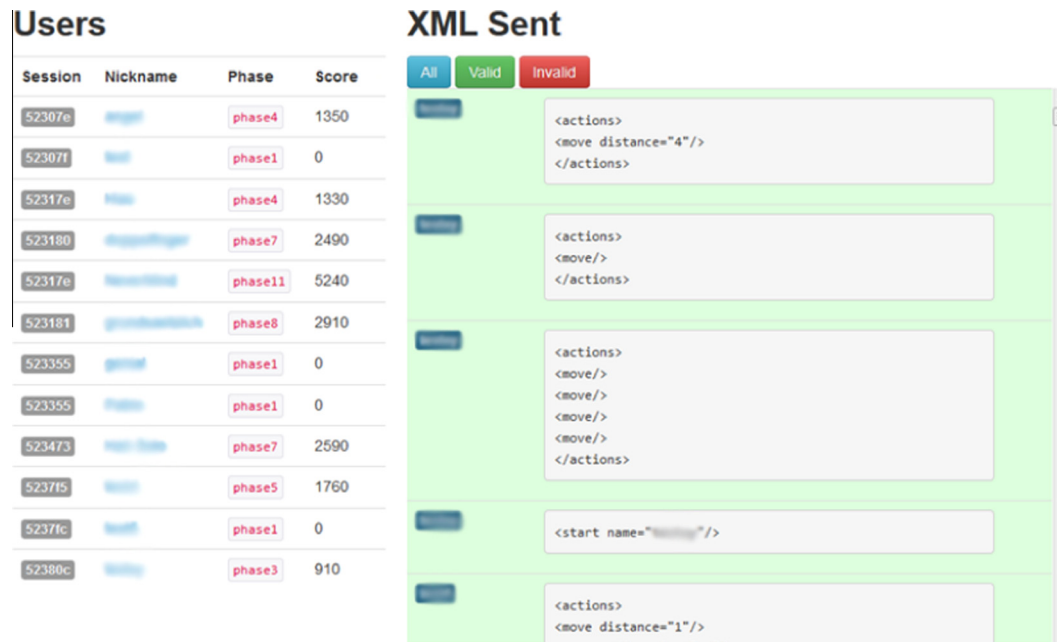 Users
Session Nickname Phase Score
52307e phase4 1350
52307f phase1 0
52317e phase4 1330
523180 phase7 2490
52317e phase11 5240
523181 phase8 2910
523355 phase1 0
523355 phase1 0
523473 phase7 2590
5237f5 phase5 1760
5237fc phase1 0
52380c phase3 910
XML Sent
All Valid Invalid
<actions>
<move distance="4"/>
</actions>
<actions>
<move/>
</actions>
<actions>
<move/>
<move/>
<move/>
<move/>
</actions>
<start name=" "/>
<actions>
<move distance="1"/>